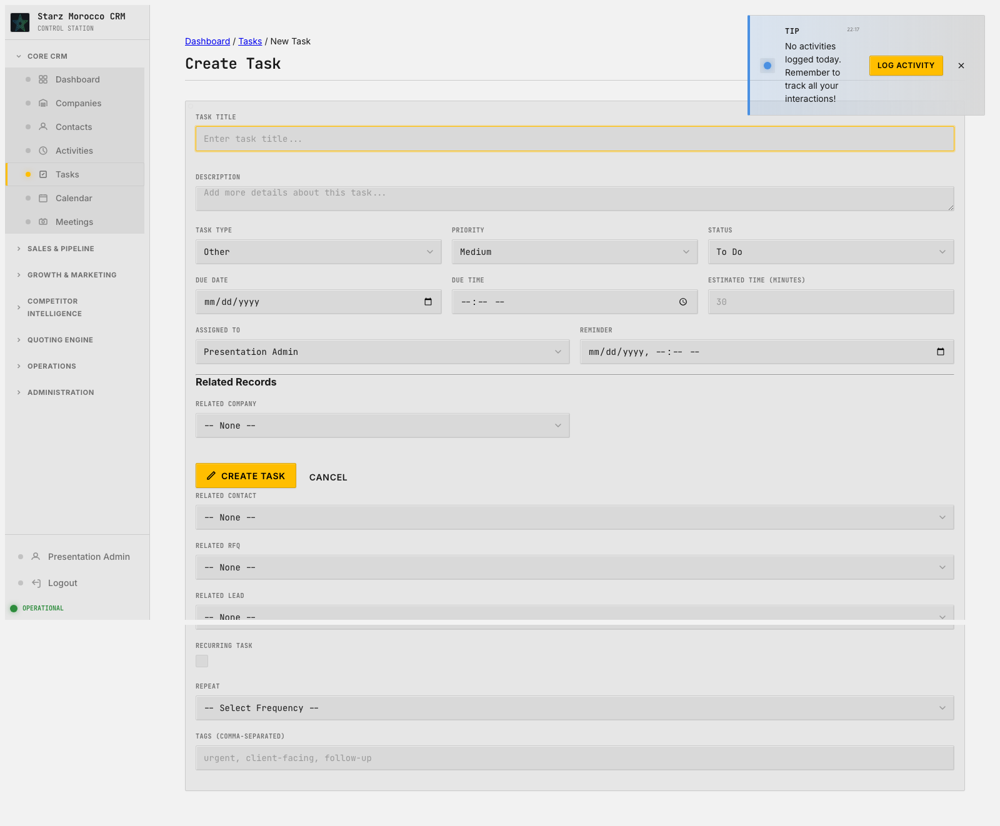 Starz Morocco CRM
CONTROL STATION
CORE CRM
Dashboard
Companies
Contacts
Activities
Tasks
Calendar
Meetings
SALES & PIPELINE
GROWTH & MARKETING
COMPETITOR
INTELLIGENCE
QUOTING ENGINE
OPERATIONS
ADMINISTRATION
Presentation Admin
Logout
OPERATIONAL
Dashboard / Tasks / New Task
Create Task
TIP 22:17
No activities
logged today.
Remember to
track all your
interactions!
LOG ACTIVITY
TASK TITLE
Enter task title...
DESCRIPTION
Add more details about this task...
TASK TYPE PRIORITY STATUS
Other Medium To Do
DUE DATE DUE TIME ESTIMATED TIME (MINUTES)
mm/dd/yyyy --:-- -- 30
ASSIGNED TO REMINDER
Presentation Admin mm/dd/yyyy, --:-- --
Related Records
RELATED COMPANY
-- None --
CREATE TASK CANCEL
RELATED CONTACT
-- None --
RELATED RFQ
-- None --
RELATED LEAD
-- None --
RECURRING TASK
REPEAT
-- Select Frequency --
TAGS (COMMA-SEPARATED)
urgent, client-facing, follow-up